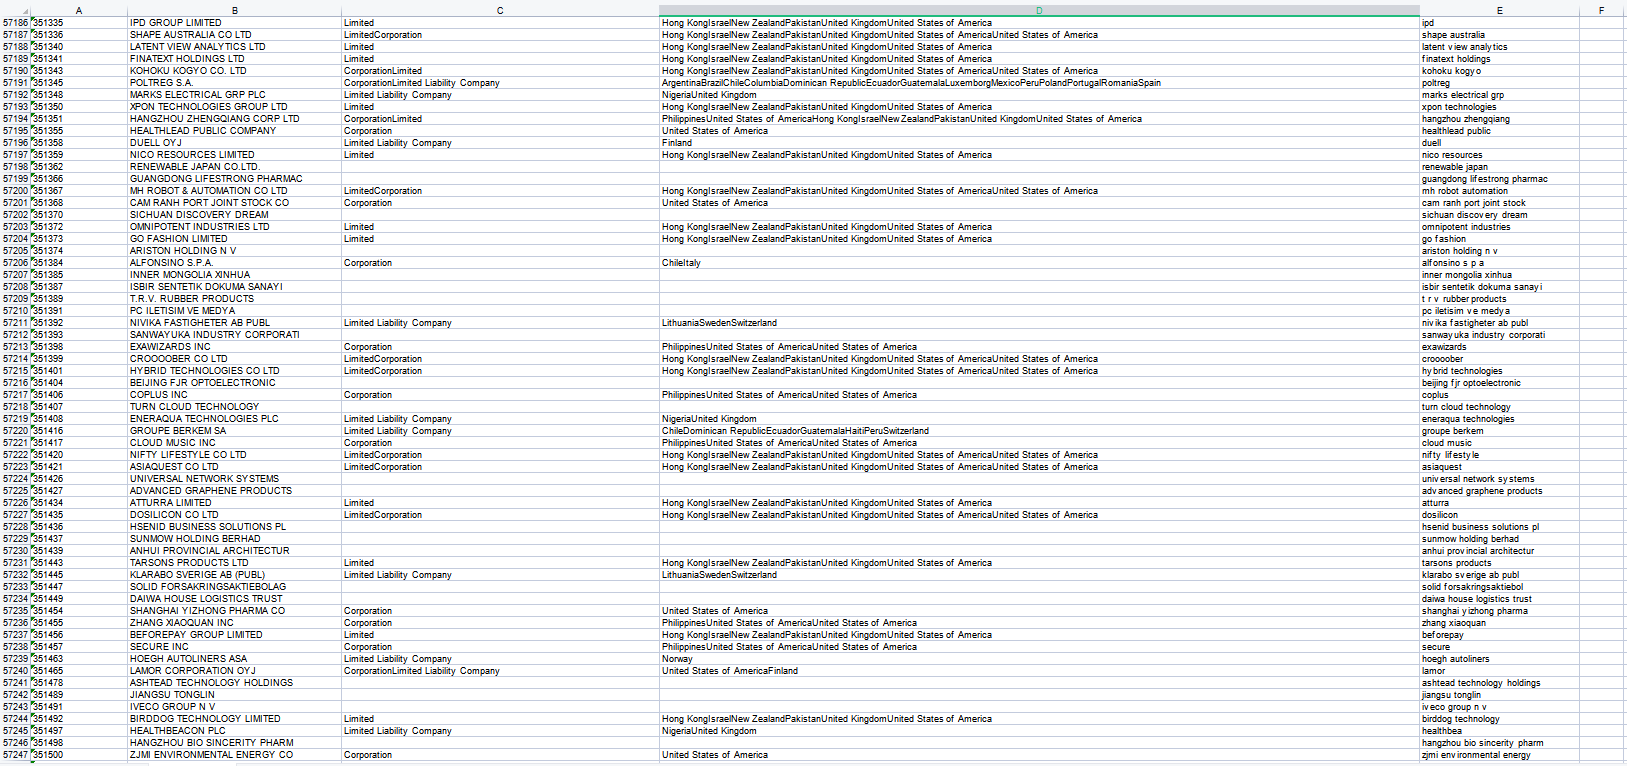 A B C D E F
57186 351335 IPD GROUP LIMITED Limited Hong KongIsraelNew ZealandPakistanUnited KingdomUnited States of America ipd
57187 351336 SHAPE AUSTRALIA CO LTD LimitedCorporation Hong KongIsraelNew ZealandPakistanUnited KingdomUnited States of AmericaUnited States of America shape australia
57188 351340 LATENT VIEW ANALYTICS LTD Limited Hong KongIsraelNew ZealandPakistanUnited KingdomUnited States of America latent view analytics
57189 351341 FINATEXT HOLDINGS LTD Limited Hong KongIsraelNew ZealandPakistanUnited KingdomUnited States of America finatext holdings
57190 351343 KOHOKU KOGYO CO. LTD CorporationLimited Hong KongIsraelNew ZealandPakistanUnited KingdomUnited States of AmericaUnited States of America kohoku kogyo
57191 351345 POLTREG S.A. CorporationLimited Liability Company ArgentinaBrazilChileColumbiaDominican RepublicEcuadorGuatemalaLuxemborgMexicoPeruPolandPortugalRomaniaSpain poltreg
57192 351348 MARKS ELECTRICAL GRP PLC Limited Liability Company NigeriaUnited Kingdom marks electrical grp
57193 351350 XPON TECHNOLOGIES GROUP LTD Limited Hong KongIsraelNew ZealandPakistanUnited KingdomUnited States of America xpon technologies
57194 351351 HANGZHOU ZHENGQIANG CORP LTD CorporationLimited PhilippinesUnited States of AmericaHong KongIsraelNew ZealandPakistanUnited KingdomUnited States of America hangzhou zhengqiang
57195 351355 HEALTHLEAD PUBLIC COMPANY Corporation United States of America healthlead public
57196 351358 DUELL OYJ Limited Liability Company Finland duell
57197 351359 NICO RESOURCES LIMITED Limited Hong KongIsraelNew ZealandPakistanUnited KingdomUnited States of America nico resources
57198 351362 RENEWABLE JAPAN CO.LTD. renewable japan
57199 351366 GUANGDONG LIFESTRONG PHARMAC guangdong lifestrong pharmac
57200 351367 MH ROBOT & AUTOMATION CO LTD LimitedCorporation Hong KongIsraelNew ZealandPakistanUnited KingdomUnited States of AmericaUnited States of America mh robot automation
57201 351368 CAM RANH PORT JOINT STOCK CO Corporation United States of America cam ranh port joint stock
57202 351370 SICHUAN DISCOVERY DREAM sichuan discovery dream
57203 351372 OMNIPOTENT INDUSTRIES LTD Limited Hong KongIsraelNew ZealandPakistanUnited KingdomUnited States of America omnipotent industries
57204 351373 GO FASHION LIMITED Limited Hong KongIsraelNew ZealandPakistanUnited KingdomUnited States of America go fashion
57205 351374 ARISTON HOLDING N V ariston holding n v
57206 351384 ALFONSINO S.P.A. Corporation ChileItaly alfonsino s p a
57207 351385 INNER MONGOLIA XINHUA inner mongolia xinhua
57208 351387 ISBIR SENTETIK DOKUMA SANAYI isbir sentetik dokuma sanayi
57209 351389 T.R.V. RUBBER PRODUCTS t r v rubber products
57210 351391 PC ILETISIM VE MEDYA pc iletisim ve medya
57211 351392 NIVIKA FASTIGHETER AB PUBL Limited Liability Company LithuaniaSwedenSwitzerland nivika fastigheter ab publ
57212 351393 SANWAYUKA INDUSTRY CORPORATI sanwayuka industry corporati
57213 351398 EXAWIZARDS INC Corporation PhilippinesUnited States of AmericaUnited States of America exawizards
57214 351399 CROOOOBER CO LTD LimitedCorporation Hong KongIsraelNew ZealandPakistanUnited KingdomUnited States of AmericaUnited States of America croooober
57215 351401 HYBRID TECHNOLOGIES CO LTD LimitedCorporation Hong KongIsraelNew ZealandPakistanUnited KingdomUnited States of AmericaUnited States of America hybrid technologies
57216 351404 BEIJING FJR OPTOELECTRONIC beijing fjr optoelectronic
57217 351406 COPLUS INC Corporation PhilippinesUnited States of AmericaUnited States of America coplus
57218 351407 TURN CLOUD TECHNOLOGY turn cloud technology
57219 351408 ENERAQUA TECHNOLOGIES PLC Limited Liability Company NigeriaUnited Kingdom eneraqua technologies
57220 351416 GROUPE BERKEM SA Limited Liability Company ChileDominican RepublicEcuadorGuatemalaHaitiPeruSwitzerland groupe berkem
57221 351417 CLOUD MUSIC INC Corporation PhilippinesUnited States of AmericaUnited States of America cloud music
57222 351420 NIFTY LIFESTYLE CO LTD LimitedCorporation Hong KongIsraelNew ZealandPakistanUnited KingdomUnited States of AmericaUnited States of America nifty lifestyle
57223 351421 ASIAQUEST CO LTD LimitedCorporation Hong KongIsraelNew ZealandPakistanUnited KingdomUnited States of AmericaUnited States of America asiaquest
57224 351426 UNIVERSAL NETWORK SYSTEMS universal network systems
57225 351427 ADVANCED GRAPHENE PRODUCTS advanced graphene products
57226 351434 ATTURRA LIMITED Limited Hong KongIsraelNew ZealandPakistanUnited KingdomUnited States of America atturra
57227 351435 DOSILICON CO LTD LimitedCorporation Hong KongIsraelNew ZealandPakistanUnited KingdomUnited States of AmericaUnited States of America dosilicon
57228 351436 HSENID BUSINESS SOLUTIONS PL hsenid business solutions pl
57229 351437 SUNMOW HOLDING BERHAD sunmow holding berhad
57230 351439 ANHUI PROVINCIAL ARCHITECTUR anhui provincial architectur
57231 351443 TARSONS PRODUCTS LTD Limited Hong KongIsraelNew ZealandPakistanUnited KingdomUnited States of America tarsons products
57232 351445 KLARABO SVERIGE AB (PUBL) Limited Liability Company LithuaniaSwedenSwitzerland klarabo sverige ab publ
57233 351447 SOLID FORSAKRINGSAKTIEBOLAG solid forsakringsaktiebol
57234 351449 DAIWA HOUSE LOGISTICS TRUST daiwa house logistics trust
57235 351454 SHANGHAI YIZHONG PHARMA CO Corporation United States of America shanghai yizhong pharma
57236 351455 ZHANG XIAOQUAN INC Corporation PhilippinesUnited States of AmericaUnited States of America zhang xiaoquan
57237 351456 BEFOREPAY GROUP LIMITED Limited Hong KongIsraelNew ZealandPakistanUnited KingdomUnited States of America beforepay
57238 351457 SECURE INC Corporation PhilippinesUnited States of AmericaUnited States of America secure
57239 351463 HOEGH AUTOLINERS ASA Limited Liability Company Norway hoegh autoliners
57240 351465 LAMOR CORPORATION OYJ CorporationLimited Liability Company United States of AmericaFinland lamor
57241 351478 ASHTEAD TECHNOLOGY HOLDINGS ashtead technology holdings
57242 351489 JIANGSU TONGLIN jiangsu tonglin
57243 351491 IVECO GROUP N V iveco group n v
57244 351492 BIRDDOG TECHNOLOGY LIMITED Limited Hong KongIsraelNew ZealandPakistanUnited KingdomUnited States of America birddog technology
57245 351497 HEALTHBEACON PLC Limited Liability Company NigeriaUnited Kingdom healthbea
57246 351498 HANGZHOU BIO SINCERITY PHARM hangzhou bio sincerity pharm
57247 351500 ZJMI ENVIRONMENTAL ENERGY CO Corporation United States of America zjmi environmental energy